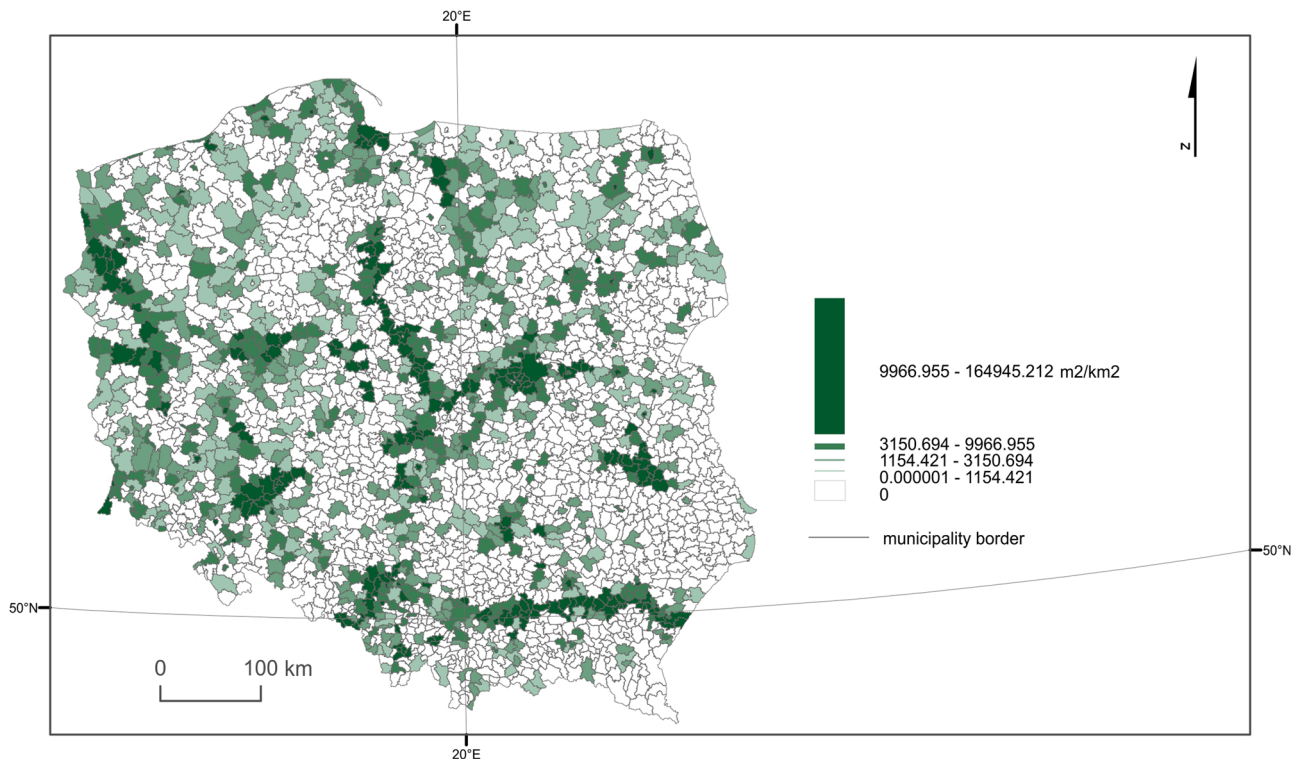 20°E
N
9966.955 - 164945.212 m2/km2
3150.694 - 9966.955
1154.421 - 3150.694
0.000001 - 1154.421
0
municipality border
50°N
50°N
0 100 km
20°E